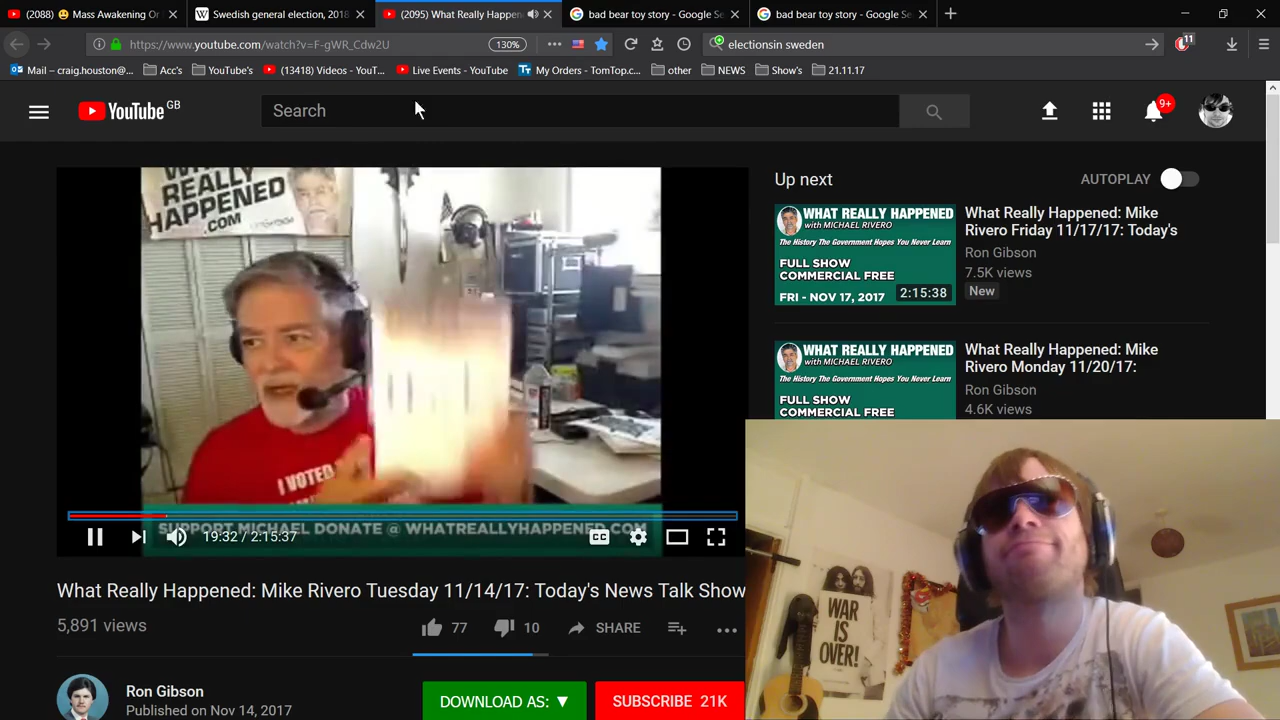 (2088) 😃 Mass Awakening Or
Swedish general election, 2018
(2095) What Really Happen
bad bear toy story - Google Se
bad bear toy story - Google Se
https://www.youtube.com/watch?v=F-gWR_Cdw2U
130%
electionsin sweden
11
Mail – craig.houston@...
Acc's
YouTube's
(13418) Videos - YouT...
Live Events - YouTube
My Orders - TomTop.c...
other
NEWS
Show's
21.11.17
YouTube GB
Search
9+
WHAT
REALLY
HAPPENED
.COM
I VOTED
SUPPORT MICHAEL DONATE @ WHATREALLYHAPPENED.COM
19:32 / 2:15:37
CC
What Really Happened: Mike Rivero Tuesday 11/14/17: Today's News Talk Show
5,891 views
77
10
SHARE
Ron Gibson
Published on Nov 14, 2017
DOWNLOAD AS: ▼
SUBSCRIBE 21K
Up next
AUTOPLAY
WHAT REALLY HAPPENED
with MICHAEL RIVERO
The History The Government Hopes You Never Learn
FULL SHOW
COMMERCIAL FREE
FRI - NOV 17, 2017
2:15:38
What Really Happened: Mike
Rivero Friday 11/17/17: Today's
Ron Gibson
7.5K views
New
WHAT REALLY HAPPENED
with MICHAEL RIVERO
The History The Government Hopes You Never Learn
FULL SHOW
COMMERCIAL FREE
What Really Happened: Mike
Rivero Monday 11/20/17:
Ron Gibson
4.6K views
WAR
IS
OVER!